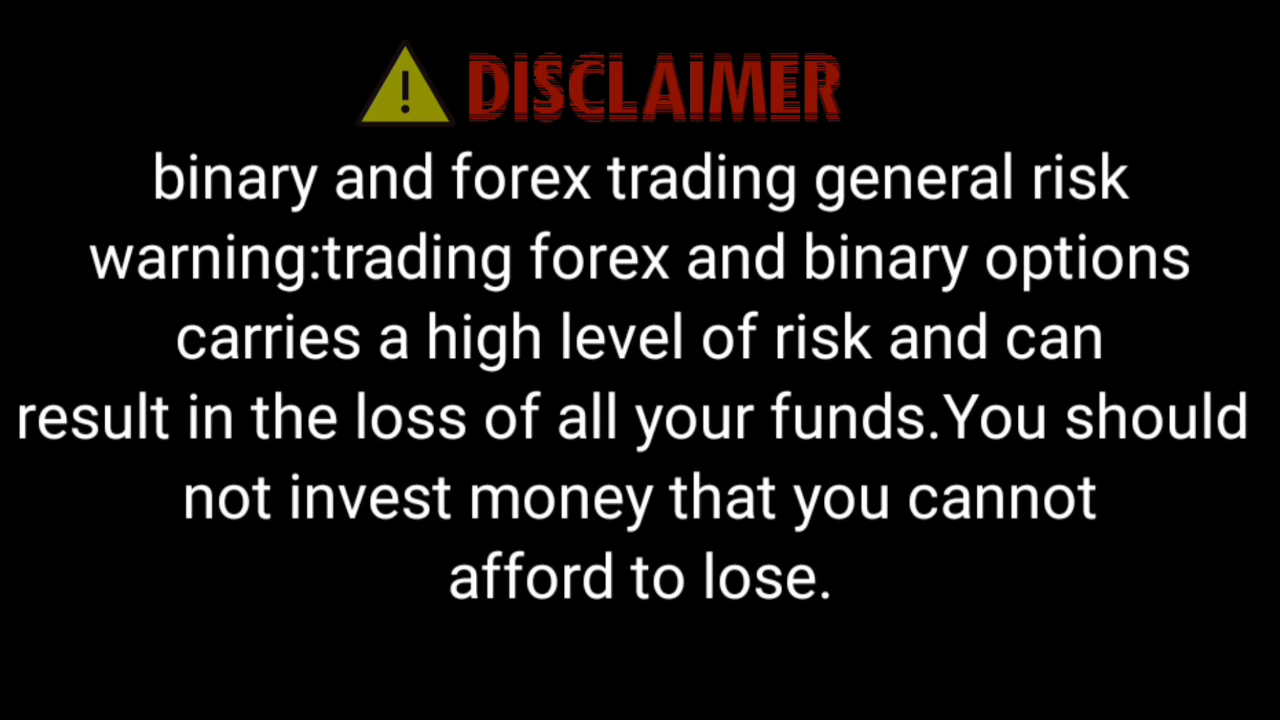 DISCLAIMER
binary and forex trading general risk
warning:trading forex and binary options
carries a high level of risk and can
result in the loss of all your funds.You should
not invest money that you cannot
afford to lose.